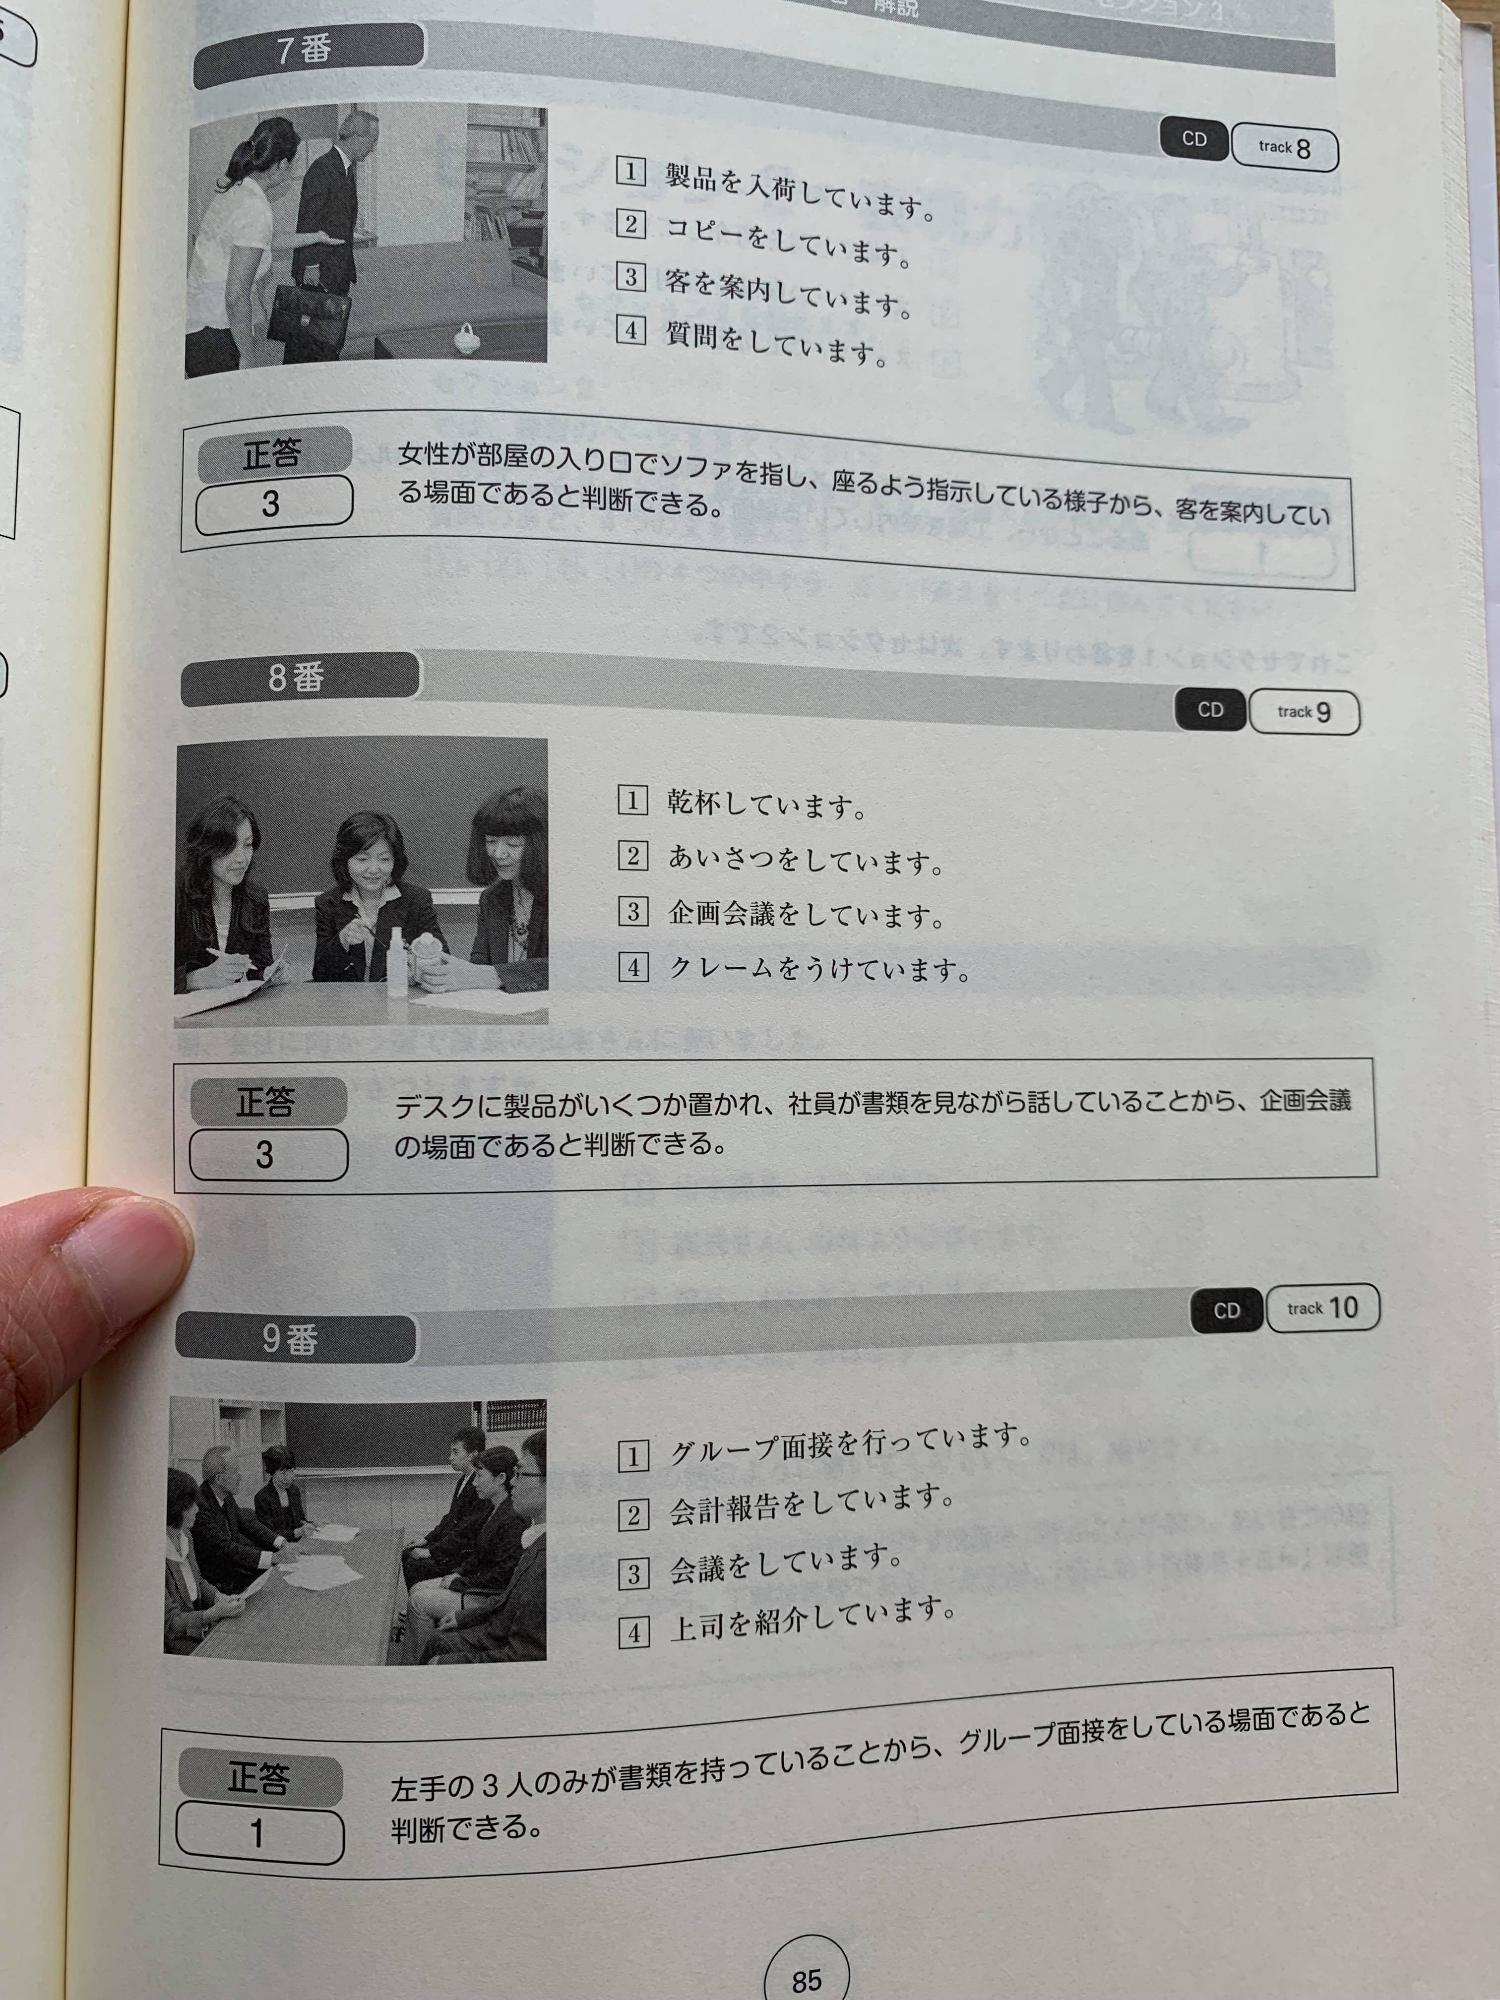 解説
セクション3
7番
CD track 8
1 製品を入荷しています。
2 コピーをしています。
3 客を案内しています。
4 質問をしています。
正答
3
女性が部屋の入り口でソファを指し、座るよう指示している様子から、客を案内してい
る場面であると判断できる。
8番
CD track 9
1 乾杯しています。
2 あいさつをしています。
3 企画会議をしています。
4 クレームをうけています。
正答
3
デスクに製品がいくつか置かれ、社員が書類を見ながら話していることから、企画会議
の場面であると判断できる。
9番
CD track 10
1 グループ面接を行っています。
2 会計報告をしています。
3 会議をしています。
4 上司を紹介しています。
正答
1
左手の3人のみが書類を持っていることから、グループ面接をしている場面であると
判断できる。
85